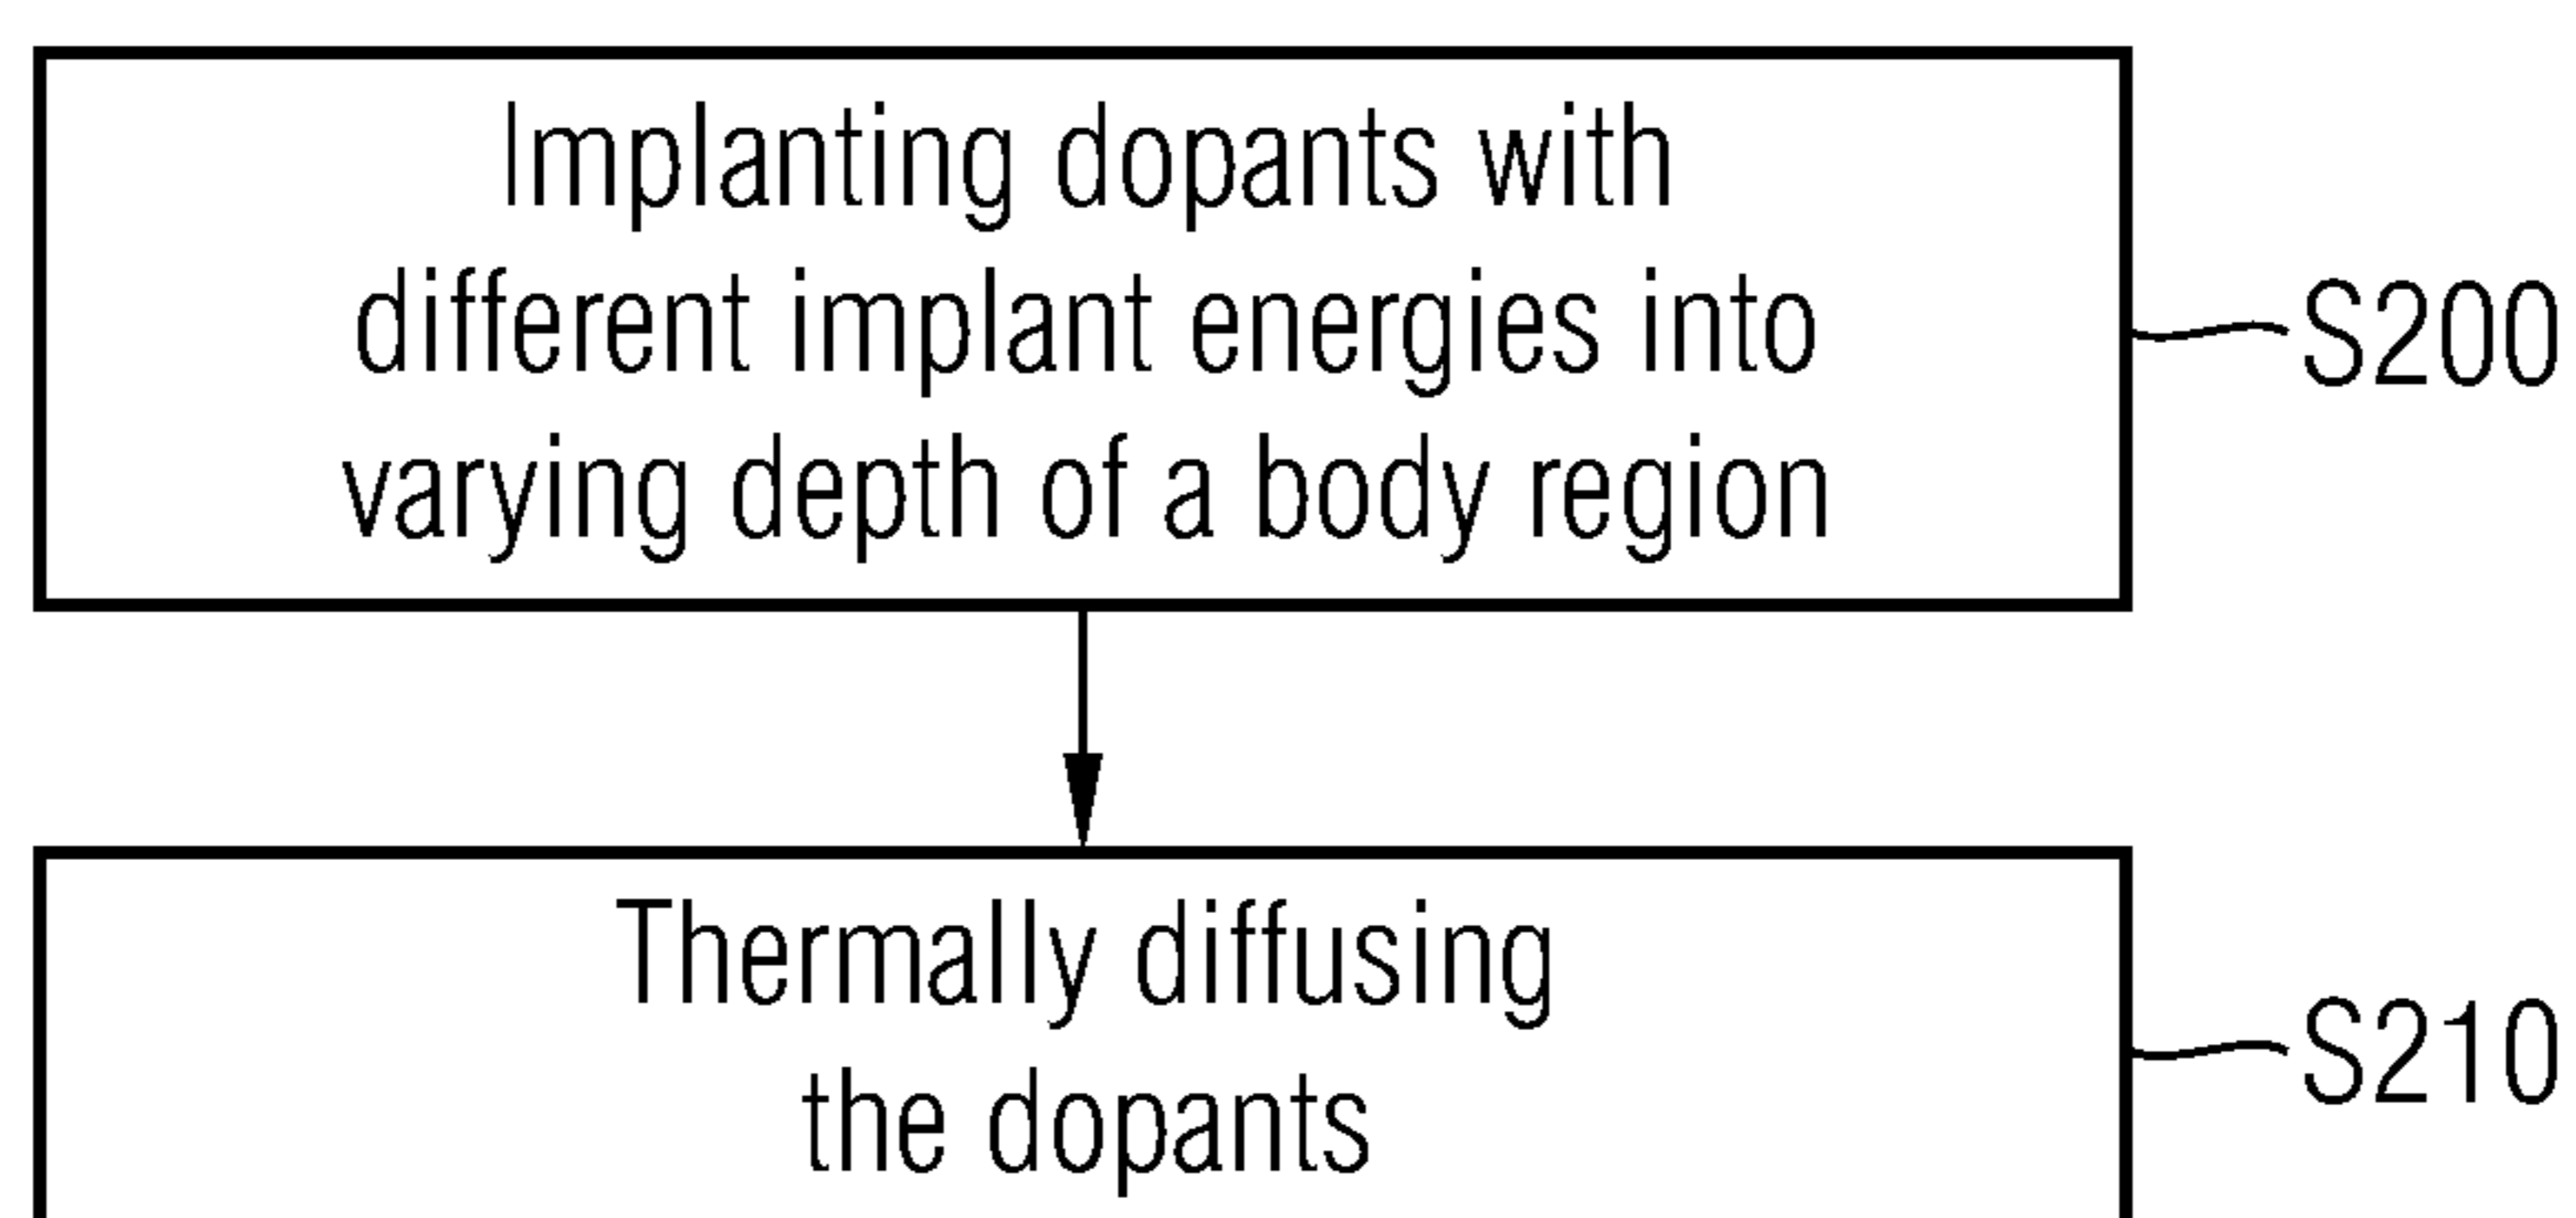 Implanting dopants with
different implant energies into
varying depth of a body region
S200
Thermally diffusing
the dopants
S210